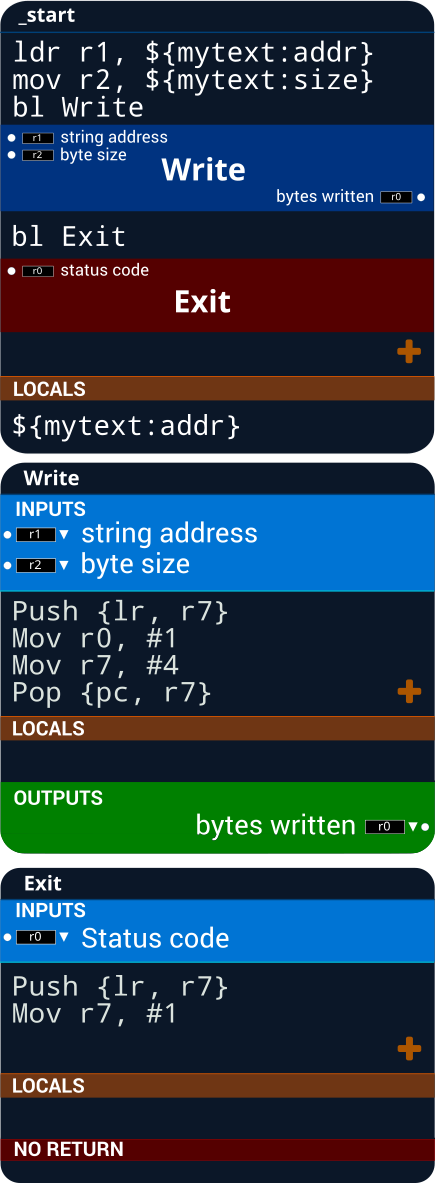 _start
ldr r1, ${mytext:addr}
mov r2, ${mytext:size}
bl Write
r1 string address
r2 byte size
Write
bytes written r0
bl Exit
r0 status code
Exit
LOCALS
${mytext:addr}
Write
INPUTS
r1 string address
r2 byte size
Push {lr, r7}
Mov r0, #1
Mov r7, #4
Pop {pc, r7}
LOCALS
OUTPUTS
bytes written r0
Exit
INPUTS
r0 Status code
Push {lr, r7}
Mov r7, #1
LOCALS
NO RETURN